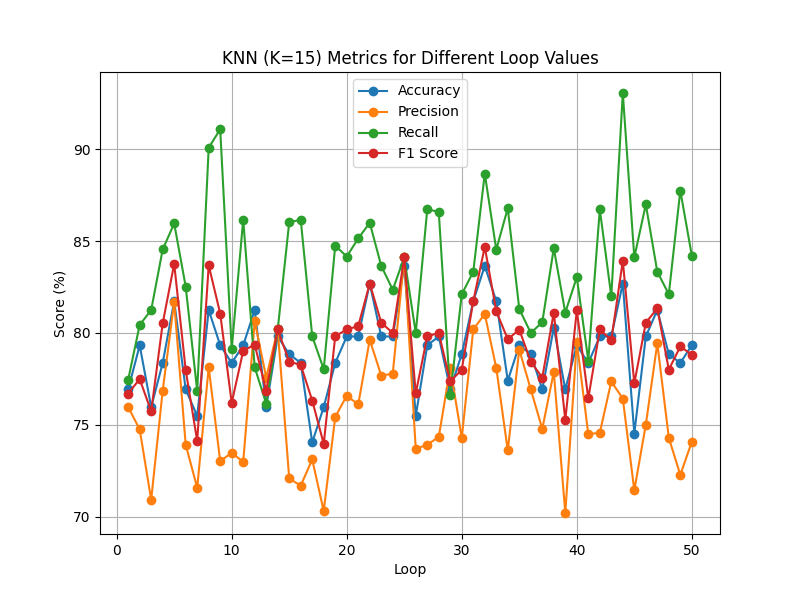 KNN (K=15) Metrics for Different Loop Values
Accuracy
Precision
Recall
F1 Score
90
85
80
75
70
Score (%)
0 10 20 30 40 50
Loop